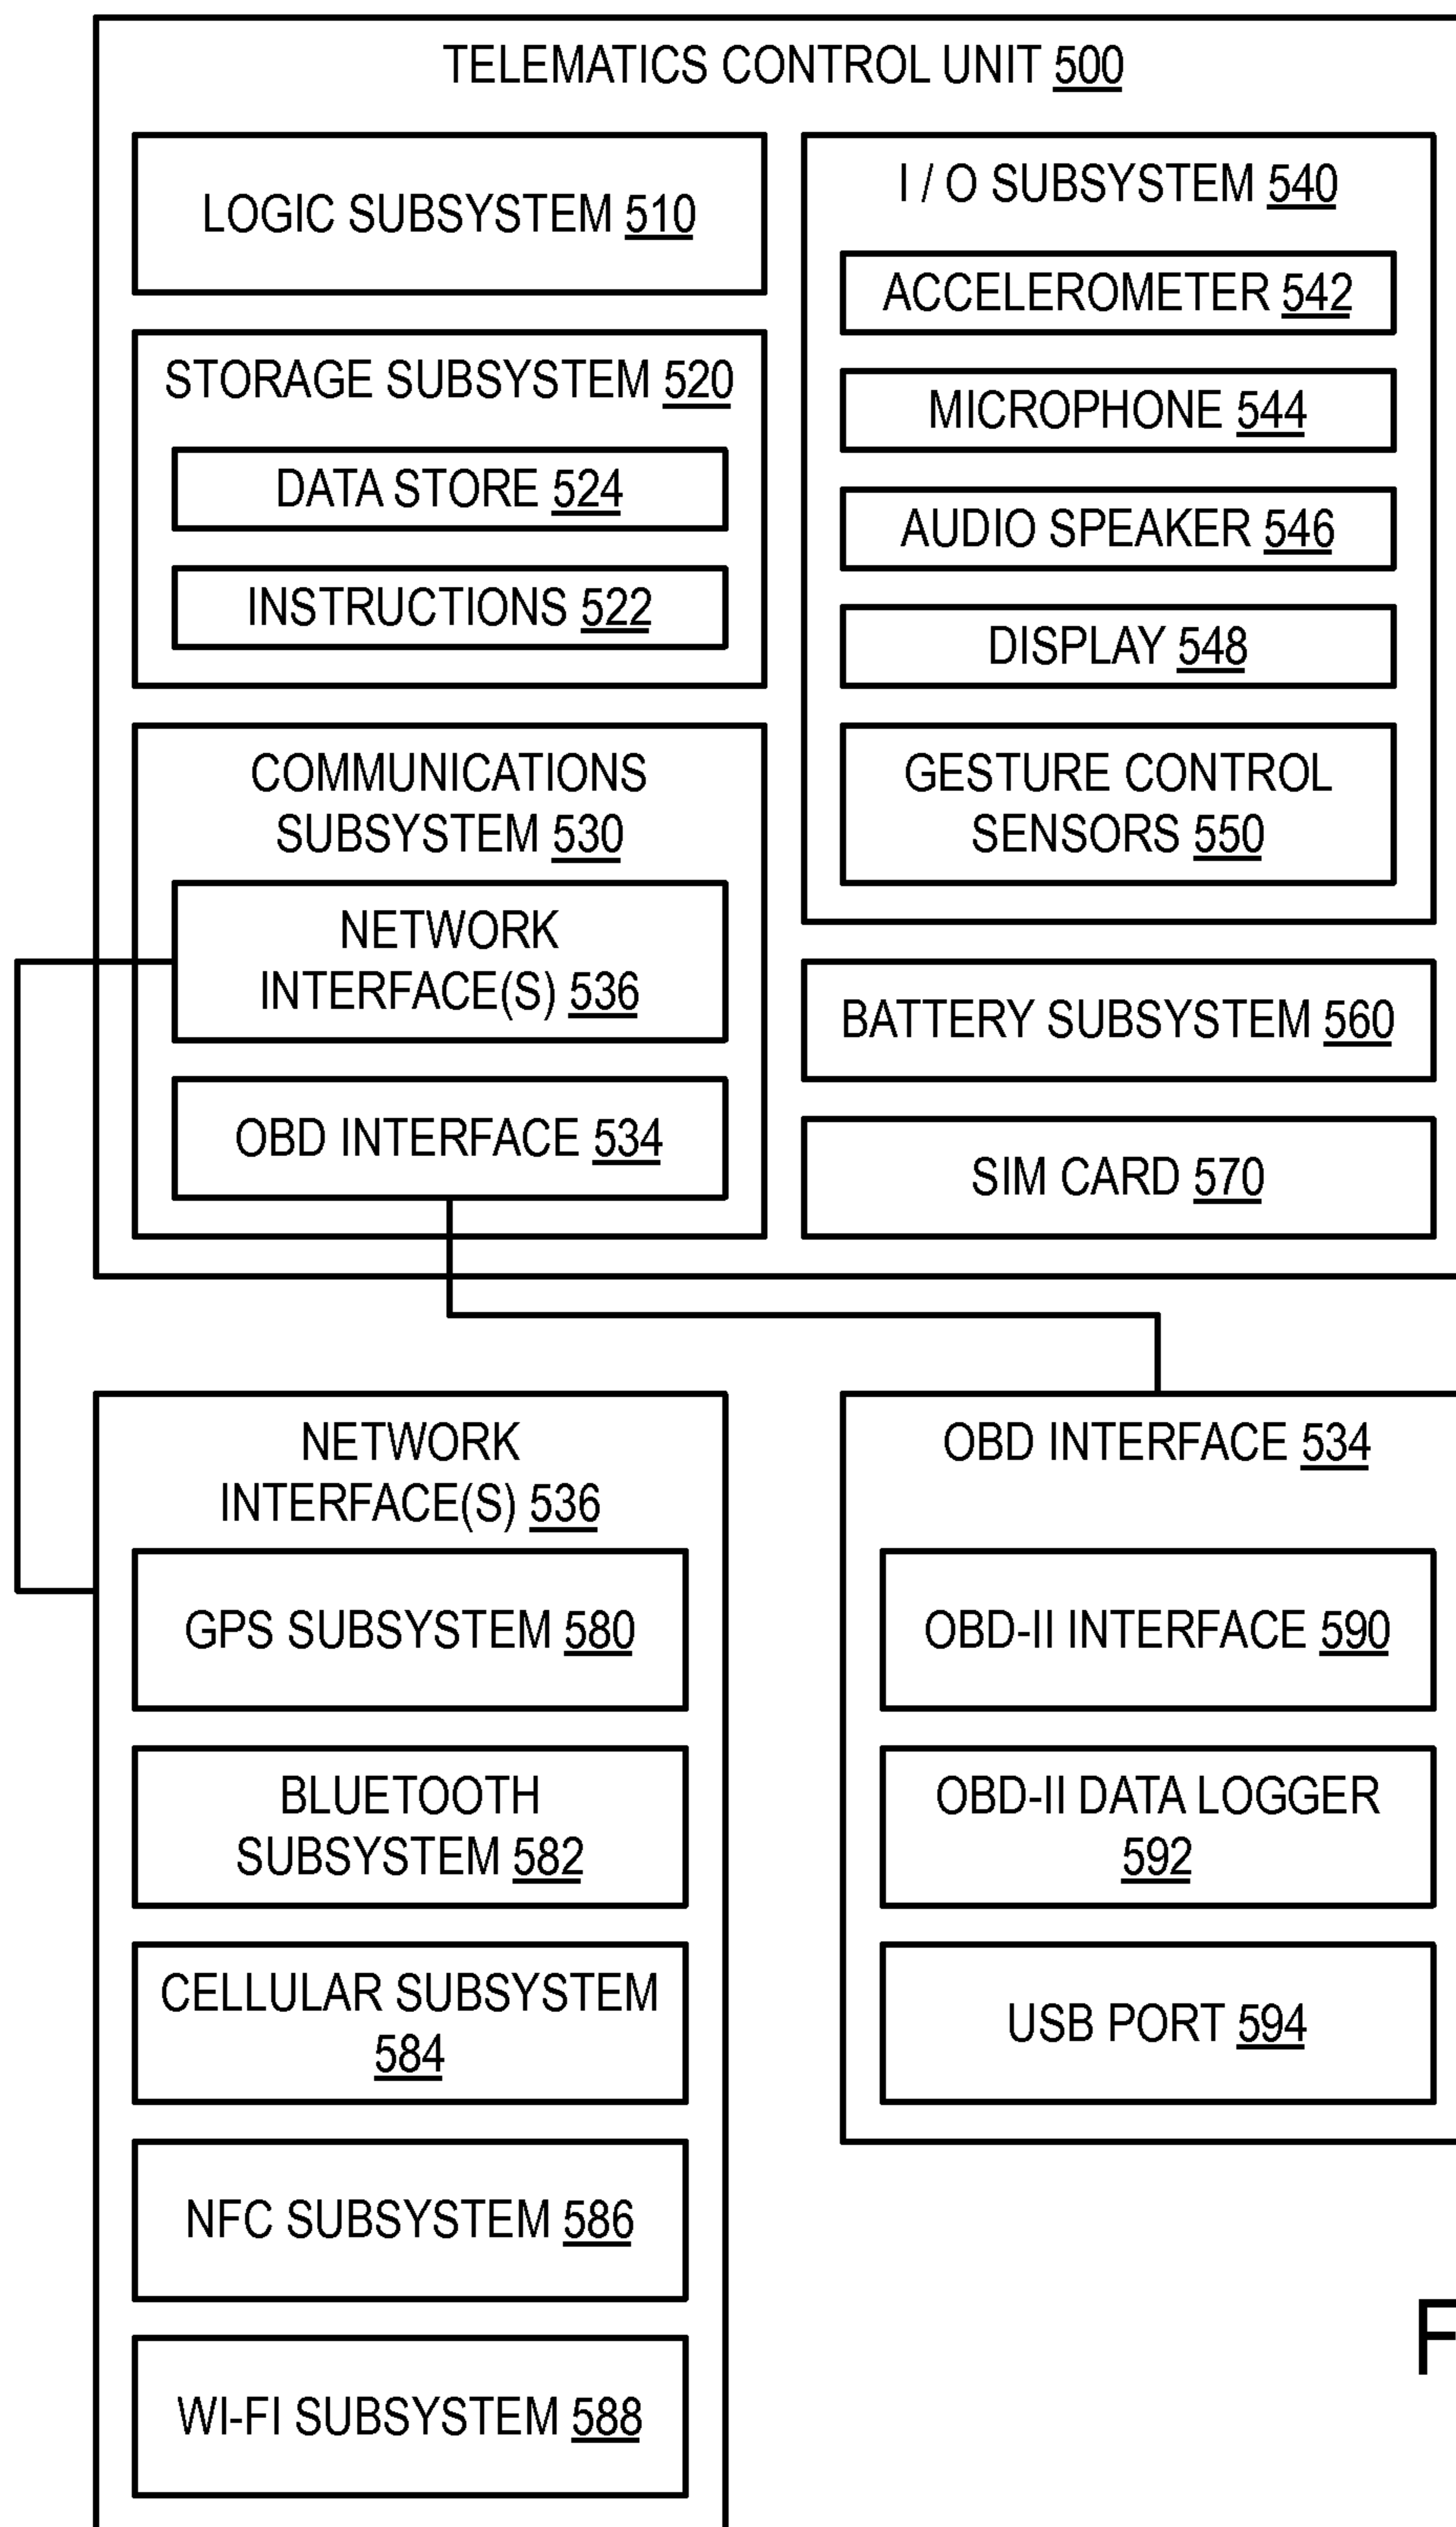 TELEMATICS CONTROL UNIT 500
LOGIC SUBSYSTEM 510
STORAGE SUBSYSTEM 520
DATA STORE 524
INSTRUCTIONS 522
COMMUNICATIONS
SUBSYSTEM 530
NETWORK
INTERFACE(S) 536
OBD INTERFACE 534
I / O SUBSYSTEM 540
ACCELEROMETER 542
MICROPHONE 544
AUDIO SPEAKER 546
DISPLAY 548
GESTURE CONTROL
SENSORS 550
BATTERY SUBSYSTEM 560
SIM CARD 570
NETWORK
INTERFACE(S) 536
GPS SUBSYSTEM 580
BLUETOOTH
SUBSYSTEM 582
CELLULAR SUBSYSTEM
584
NFC SUBSYSTEM 586
WI-FI SUBSYSTEM 588
OBD INTERFACE 534
OBD-II INTERFACE 590
OBD-II DATA LOGGER
592
USB PORT 594
F